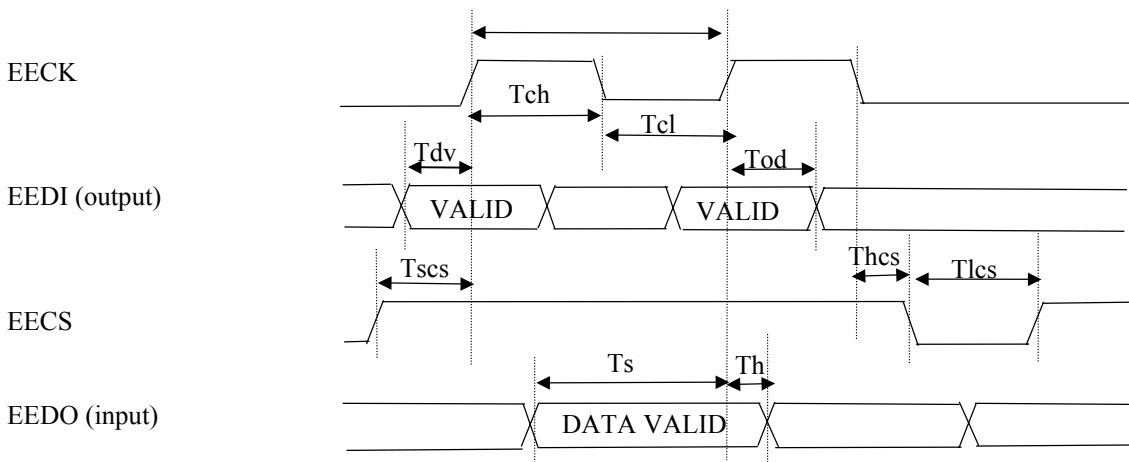 EECK
Tch
Tcl
Tdv
Tod
EEDI (output)
VALID
VALID
Thcs
Tlcs
Tscs
EECS
Ts
Th
EEDO (input)
DATA VALID